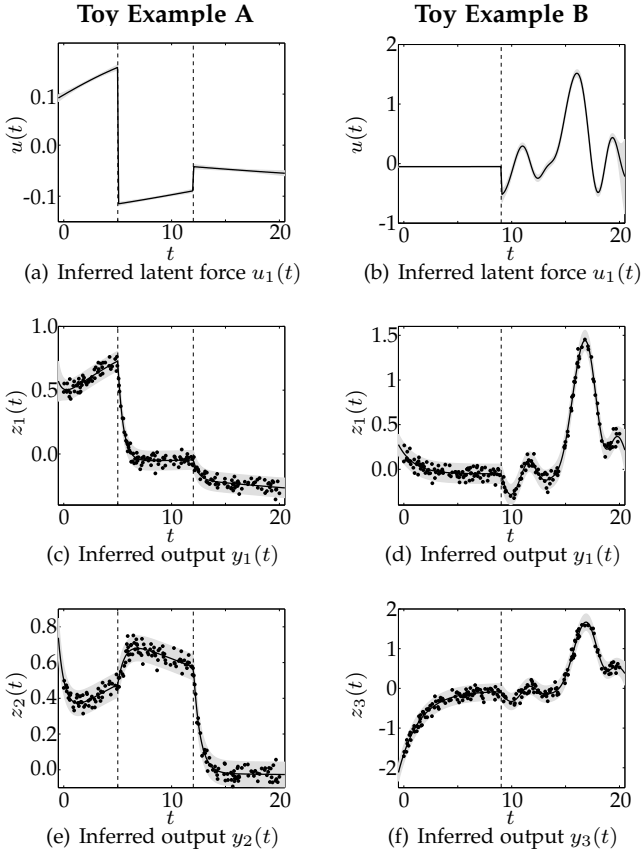 Toy Example A
Toy Example B
u(t)
0.1
0.0
-0.1
0 10 20
t
(a) Inferred latent force u₁(t)
u(t)
1
0
-1
0 10 20
t
(b) Inferred latent force u₁(t)
z₁(t)
1.0
0.5
0.0
0 10 20
t
(c) Inferred output y₁(t)
z₁(t)
1.5
1.0
0.5
0.0
0 10 20
t
(d) Inferred output y₁(t)
z₂(t)
0.8
0.6
0.4
0.2
0.0
0 10 20
t
(e) Inferred output y₂(t)
z₃(t)
2
1
0
-1
-2
0 10 20
t
(f) Inferred output y₃(t)